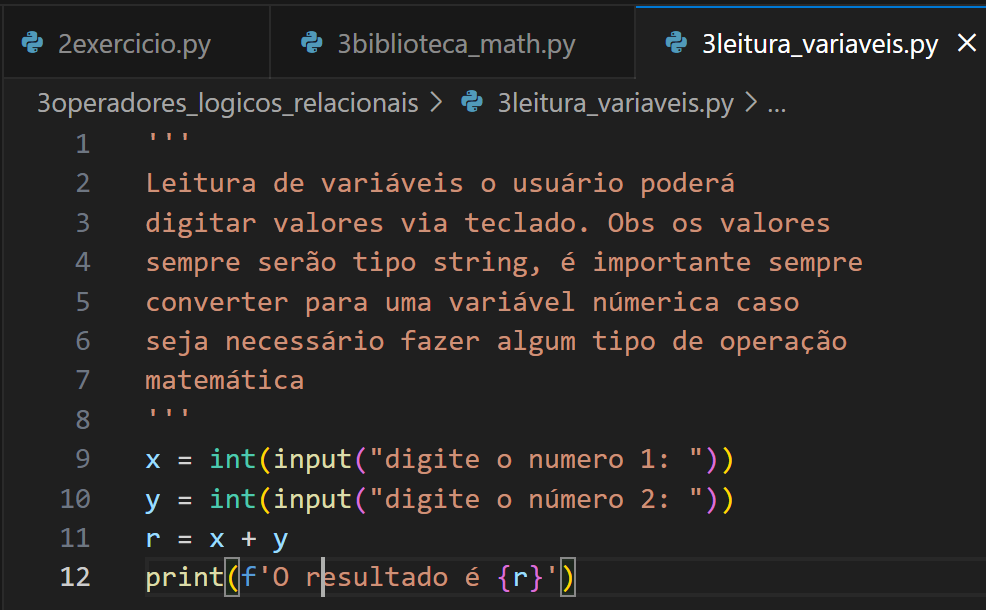 2exercicio.py 3biblioteca_math.py 3leitura_variaveis.py ×
3operadores_logicos_relacionais > 3leitura_variaveis.py > ...
1 '''
2 Leitura de variáveis o usuário poderá
3 digitar valores via teclado. Obs os valores
4 sempre serão tipo string, é importante sempre
5 converter para uma variável númerica caso
6 seja necessário fazer algum tipo de operação
7 matemática
8 '''
9 x = int(input("digite o numero 1: "))
10 y = int(input("digite o número 2: "))
11 r = x + y
12 print(f'O resultado é {r}')